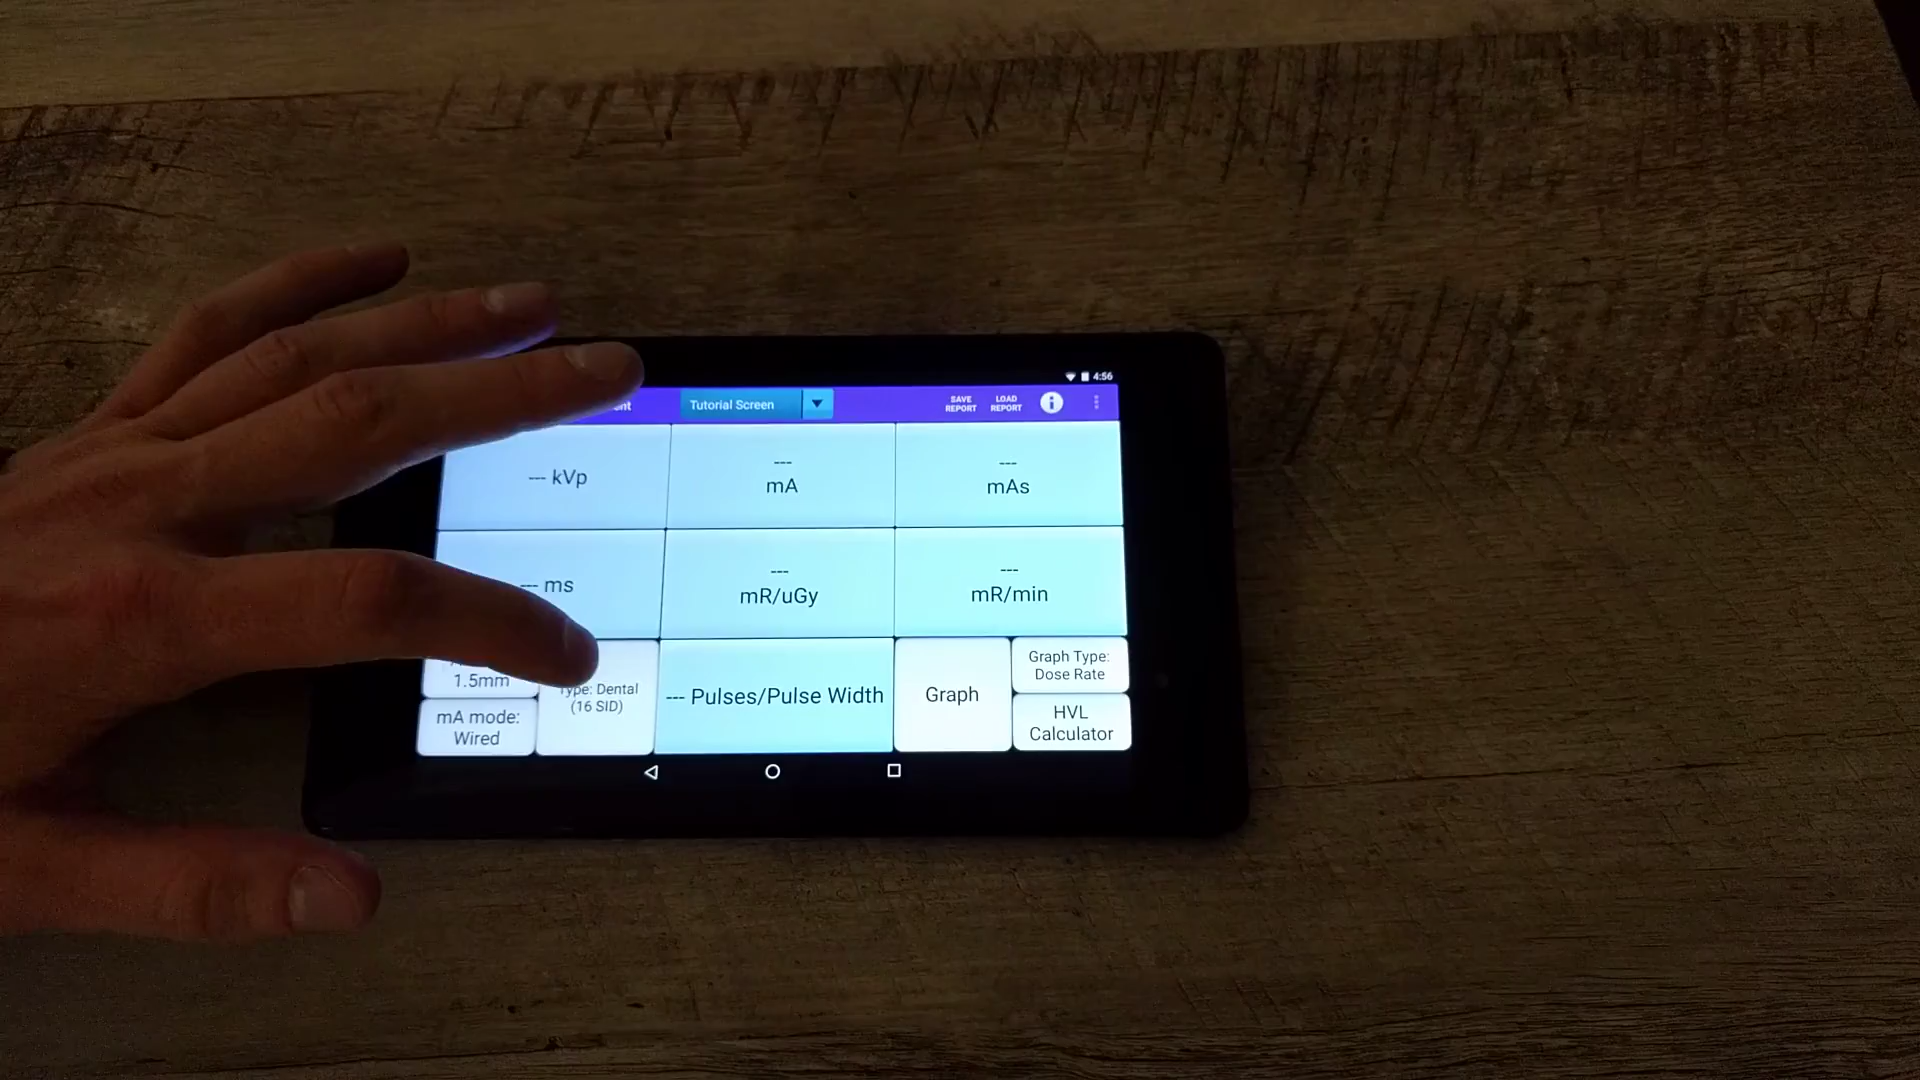 4:56
Tutorial Screen
SAVE
REPORT
LOAD
REPORT
--- kVp
---
mA
---
mAs
--- ms
---
mR/uGy
---
mR/min
1.5mm
mA mode:
Wired
Type: Dental
(16 SID)
--- Pulses/Pulse Width
Graph
Graph Type:
Dose Rate
HVL
Calculator